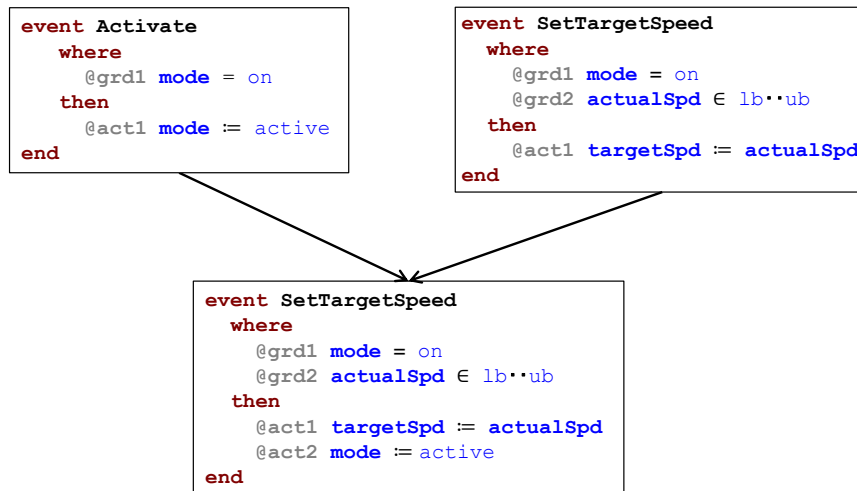 event Activate
where
@grd1 mode = on
then
@act1 mode ≔ active
end
event SetTargetSpeed
where
@grd1 mode = on
@grd2 actualSpd ∈ lb··ub
then
@act1 targetSpd ≔ actualSpd
end
event SetTargetSpeed
where
@grd1 mode = on
@grd2 actualSpd ∈ lb··ub
then
@act1 targetSpd ≔ actualSpd
@act2 mode ≔ active
end